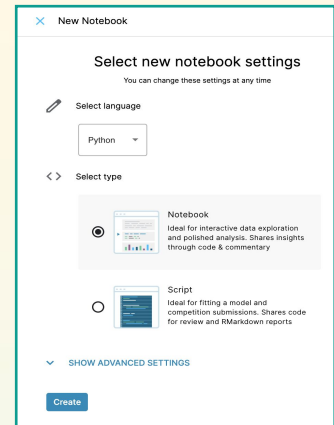 New Notebook
Select new notebook settings
You can change these settings at any time
Select language
Python
Select type
Notebook
Ideal for interactive data exploration
and polished analysis. Shares insights
through code & commentary
Script
Ideal for fitting a model and
competition submissions. Shares code
for review and RMarkdown reports
SHOW ADVANCED SETTINGS
Create